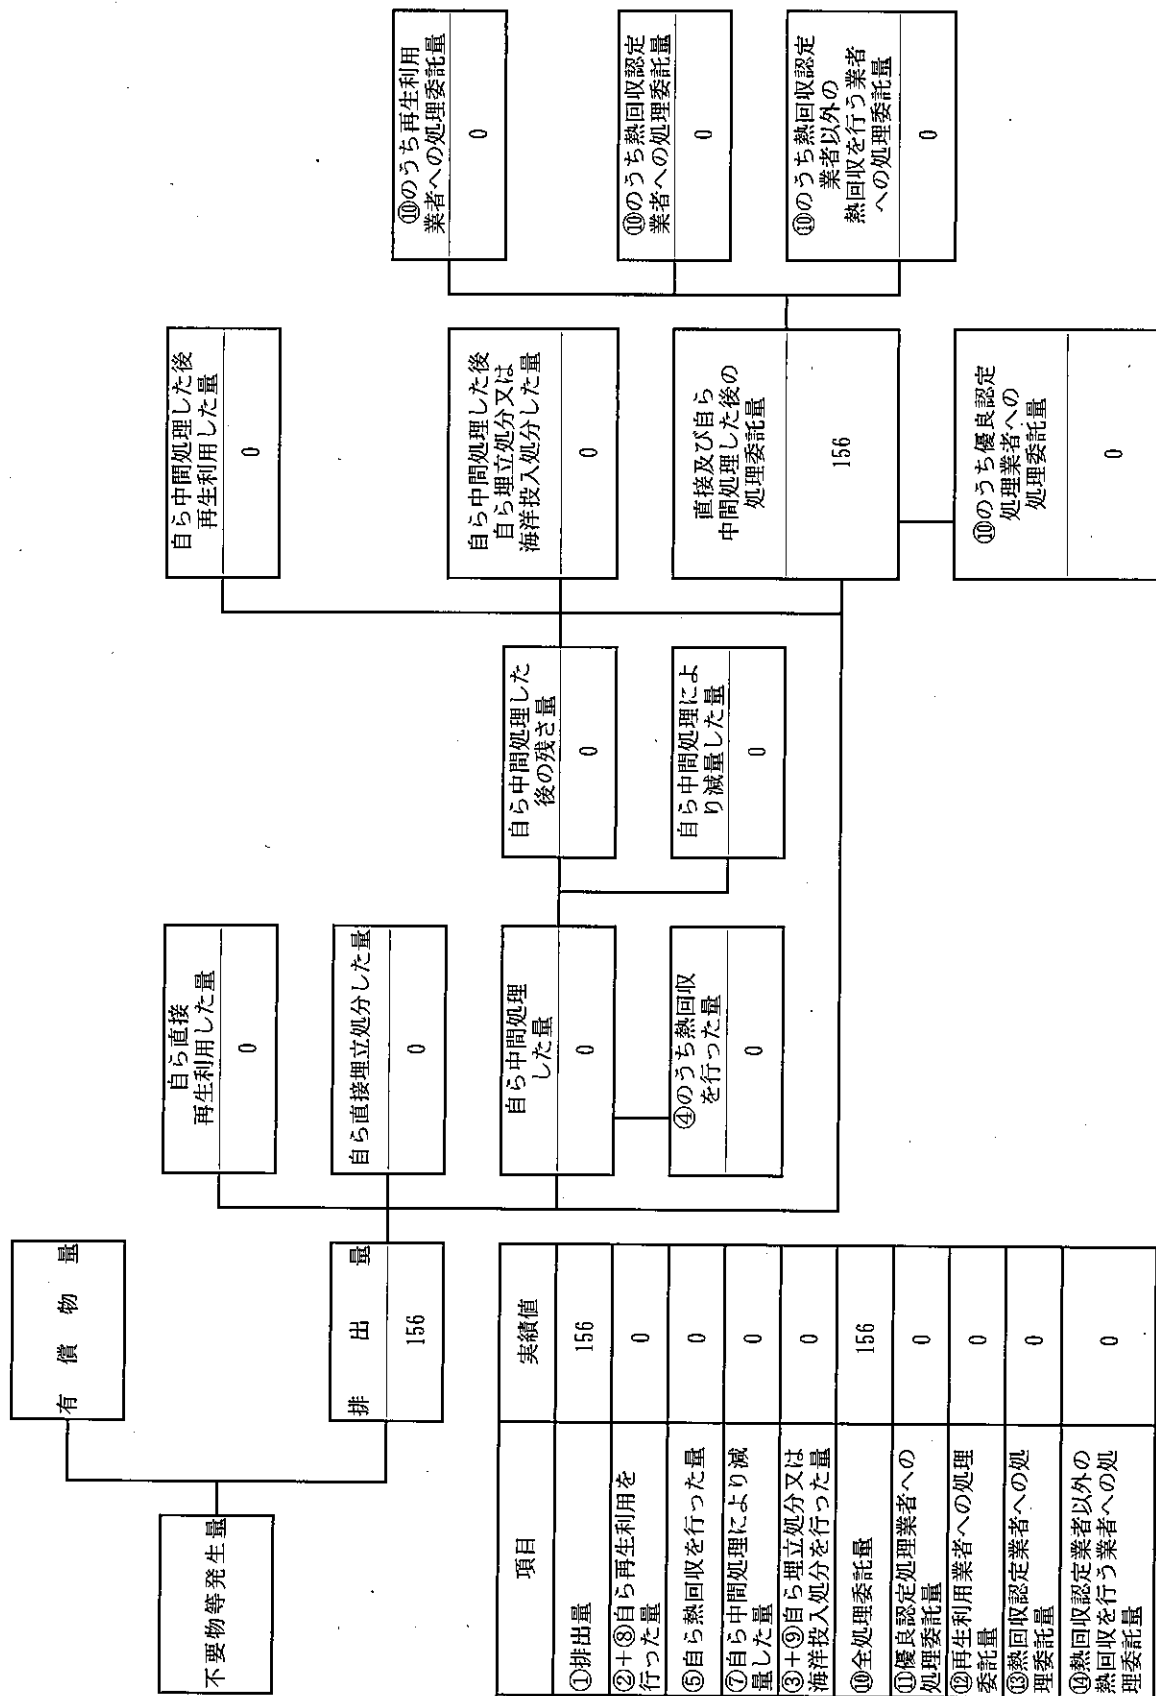 不要物等発生量
有償物量
排出量
156
自ら直接
再生利用した量
0
自ら直接埋立処分した量
0
自ら中間処理
した量
0
④のうち熱回収
を行った量
0
自ら中間処理した
後の残さ量
0
自ら中間処理によ
り減量した量
0
自ら中間処理した後
再生利用した量
0
自ら中間処理した後
自ら埋立処分又は
海洋投入処分した量
0
直接及び自ら
中間処理した後の
処理委託量
156
⑩のうち優良認定
処理業者への
処理委託量
0
⑩のうち再生利用
業者への処理委託量
0
⑩のうち熱回収認定
業者への処理委託量
0
⑩のうち熱回収認定
業者以外の
熱回収を行う業者
への処理委託量
0
項目
実績値
①排出量
156
②+⑧自ら再生利用を
行った量
0
⑤自ら熱回収を行った量
0
⑦自ら中間処理により減
量した量
0
③+⑨自ら埋立処分又は
海洋投入処分を行った量
0
⑩全処理委託量
156
⑪優良認定処理業者への
処理委託量
0
⑫再生利用業者への処理
委託量
0
⑬熱回収認定業者への処
理委託量
0
⑭熱回収認定業者以外の
熱回収を行う業者への処
理委託量
0